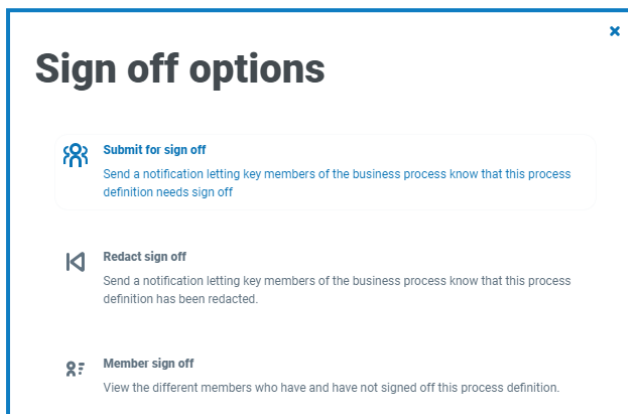 Sign off options
Submit for sign off
Send a notification letting key members of the business process know that this process
definition needs sign off
Redact sign off
Send a notification letting key members of the business process know that this process
definition has been redacted.
Member sign off
View the different members who have and have not signed off this process definition.